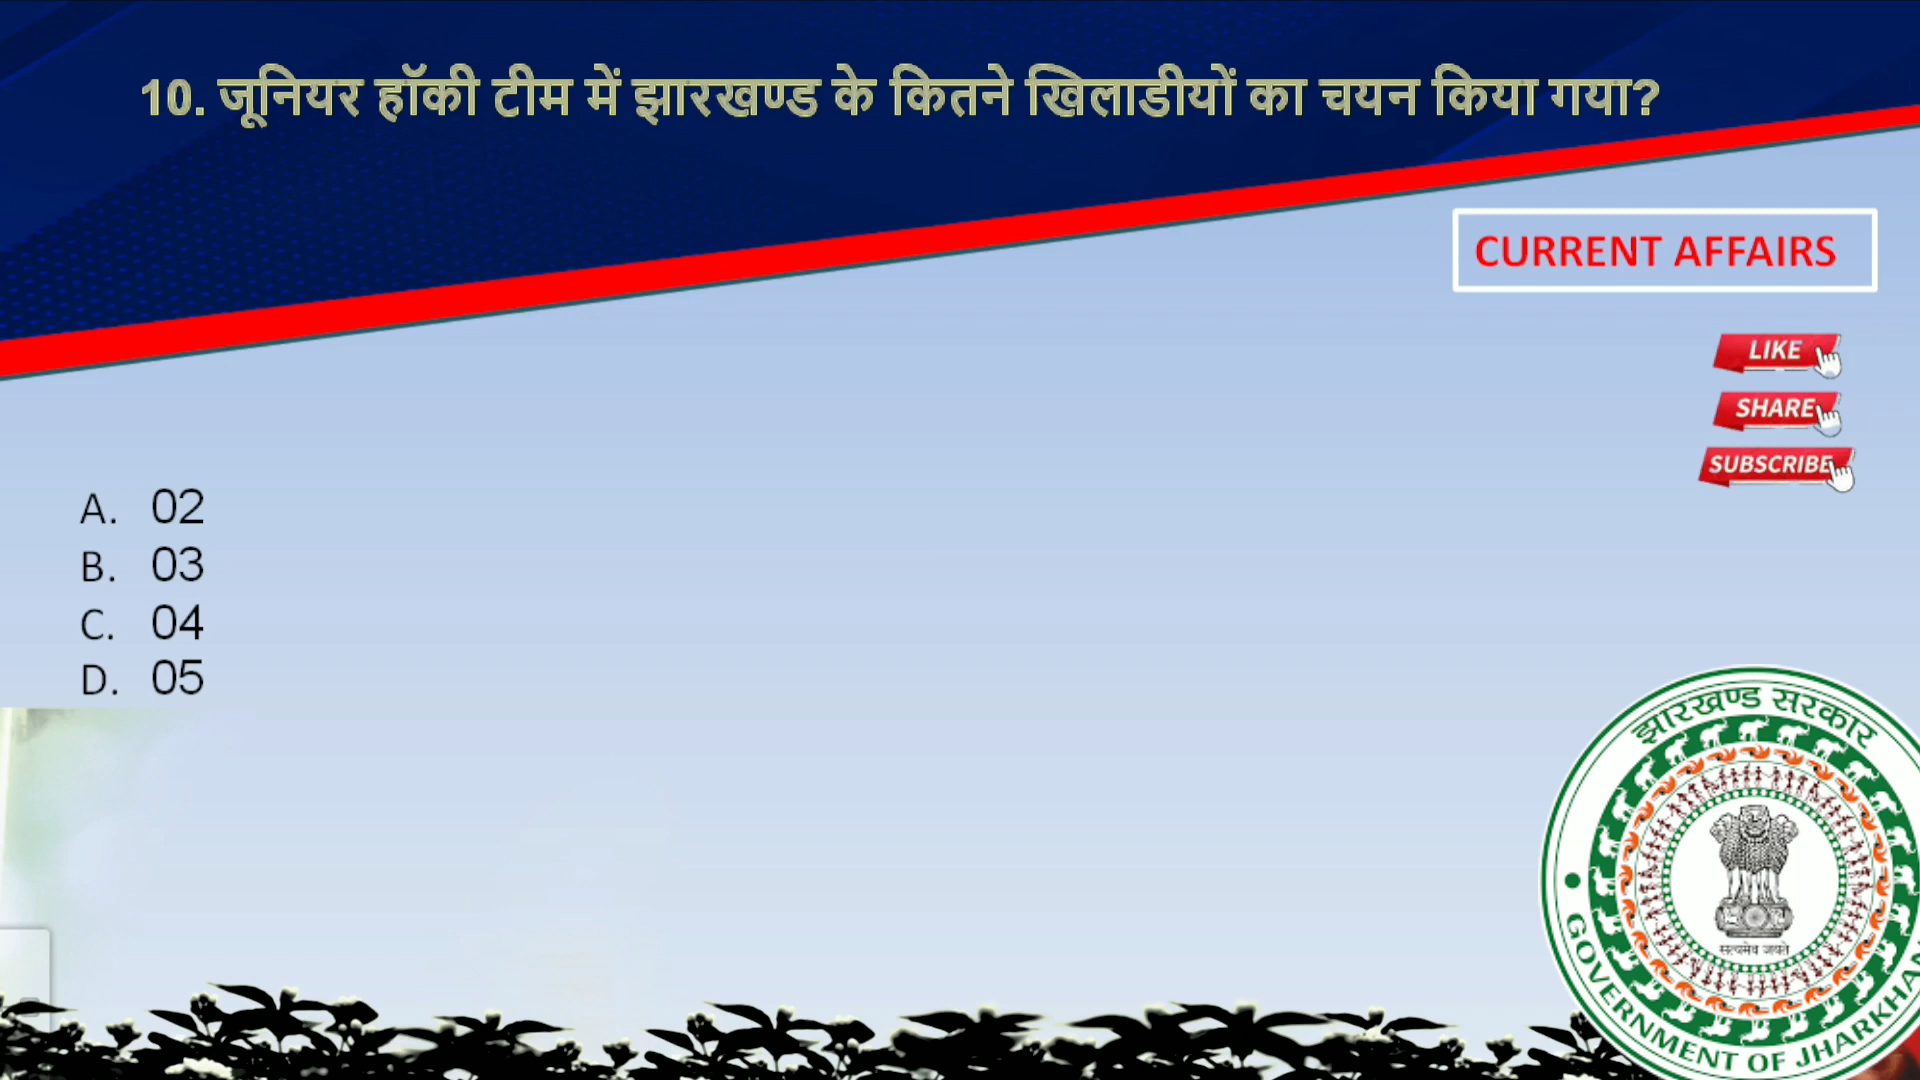 10. जूनियर हॉकी टीम में झारखण्ड के कितने खिलाडीयों का चयन किया गया?
CURRENT AFFAIRS
LIKE
SHARE
SUBSCRIBE
A. 02
B. 03
C. 04
D. 05
झारखण्ड सरकार
सत्यमेव जयते
GOVERNMENT OF JHARKHAN